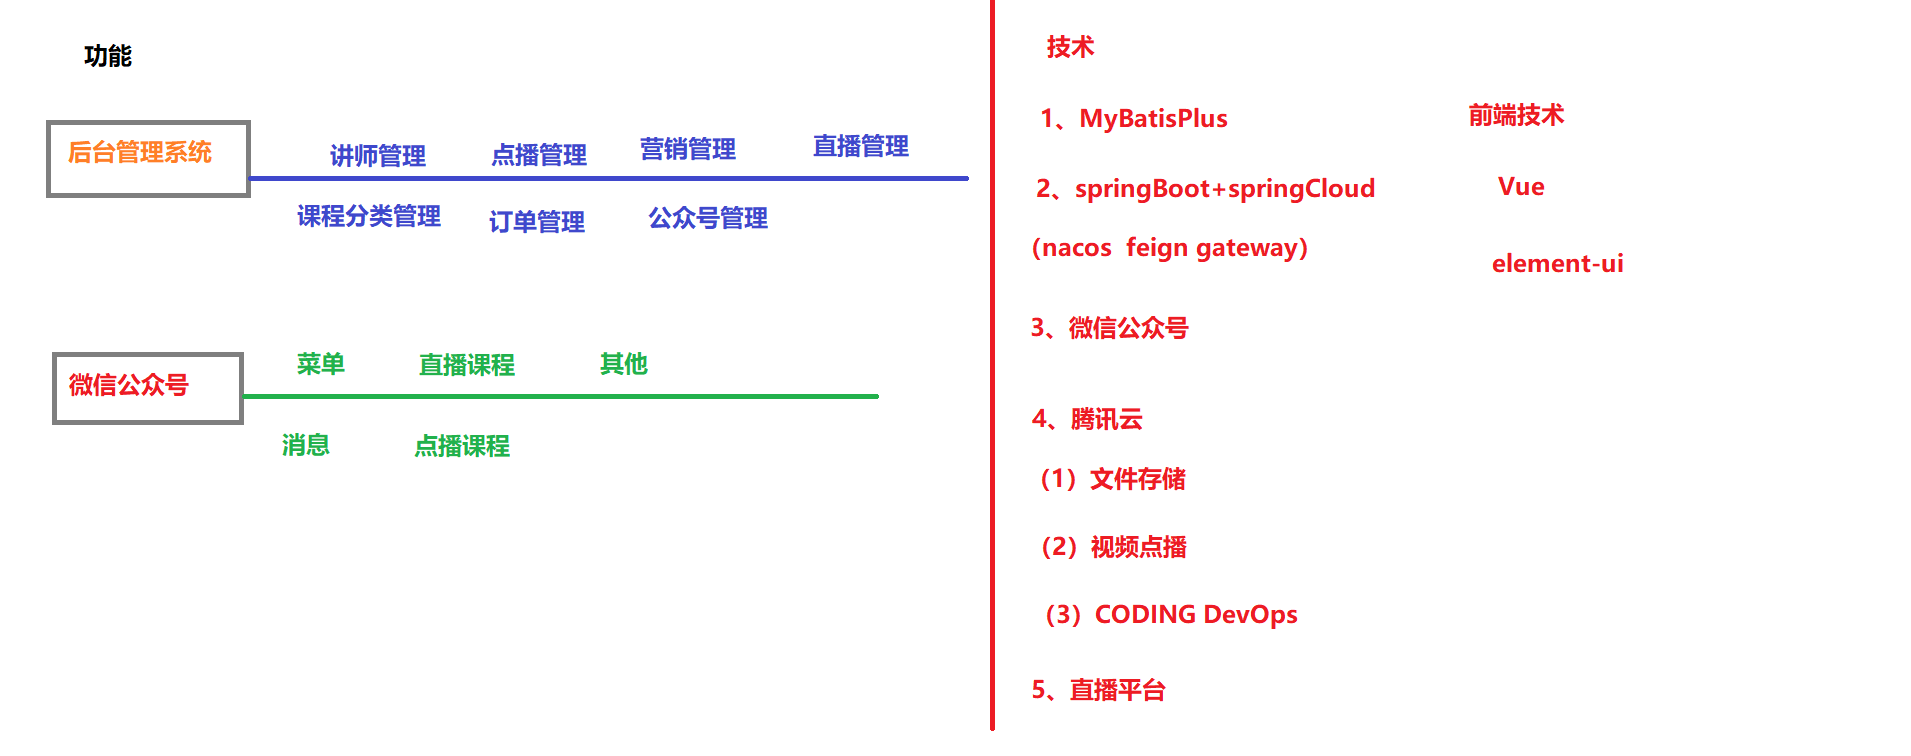 功能
后台管理系统
讲师管理 点播管理 营销管理 直播管理
课程分类管理 订单管理 公众号管理
微信公众号
菜单 直播课程 其他
消息 点播课程
技术
1、MyBatisPlus
2、springBoot+springCloud
（nacos  feign gateway）
3、微信公众号
4、腾讯云
（1）文件存储
（2）视频点播
（3）CODING DevOps
5、直播平台
前端技术
Vue
element-ui